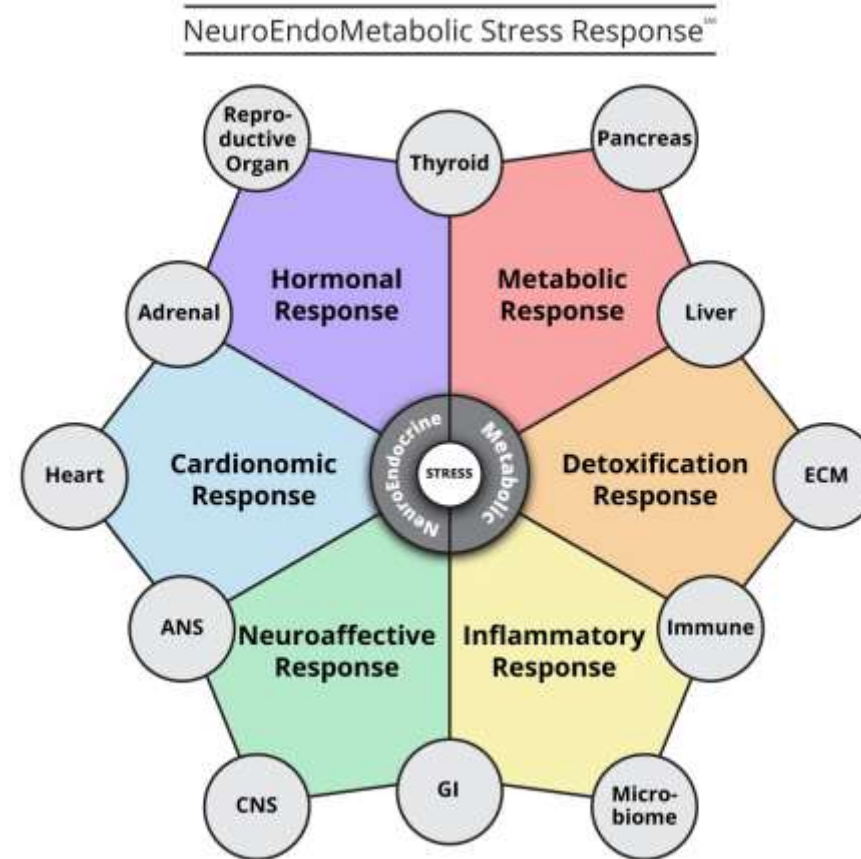 NeuroEndoMetabolic Stress Response℠
Repro-
ductive
Organ
Thyroid
Pancreas
Hormonal
Response
Metabolic
Response
Adrenal
Liver
NeuroEndocrine
Metabolic
STRESS
Heart
Cardionomic
Response
Detoxification
Response
ECM
ANS
Neuroaffective
Response
Inflammatory
Response
Immune
CNS
GI
Micro-
biome